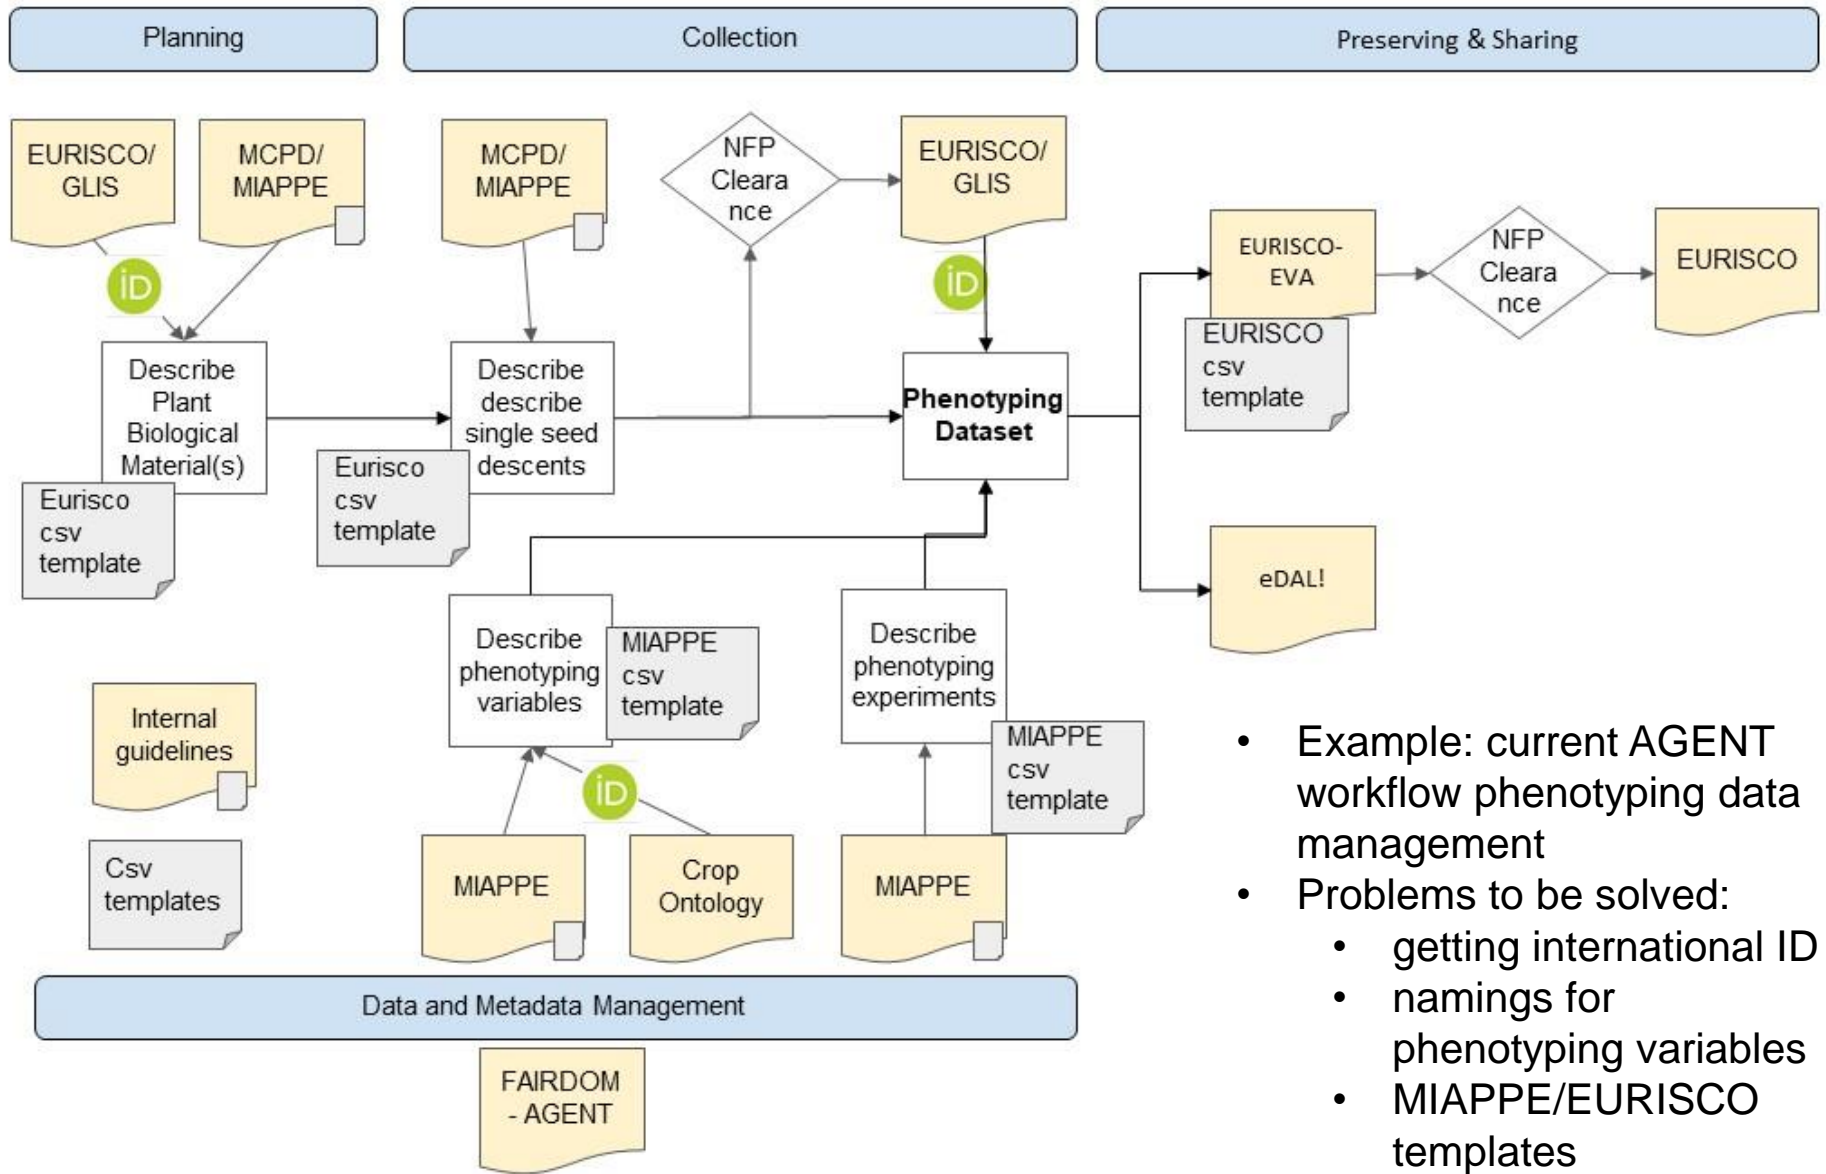 Planning
Collection
Preserving & Sharing
EURISCO/
GLIS
MCPD/
MIAPPE
MCPD/
MIAPPE
NFP
Cleara
nce
EURISCO/
GLIS
iD
iD
EURISCO-
EVA
NFP
Cleara
nce
EURISCO
EURISCO
csv
template
Describe
Plant
Biological
Material(s)
Eurisco
csv
template
Describe
describe
single seed
descents
Eurisco
csv
template
Phenotyping
Dataset
eDAL!
Describe
phenotyping
variables
MIAPPE
csv
template
Describe
phenotyping
experiments
MIAPPE
csv
template
Internal
guidelines
Csv
templates
iD
MIAPPE
Crop
Ontology
MIAPPE
Data and Metadata Management
FAIRDOM
- AGENT
• Example: current AGENT
workflow phenotyping data
management
• Problems to be solved:
• getting international ID
• namings for
phenotyping variables
• MIAPPE/EURISCO
templates